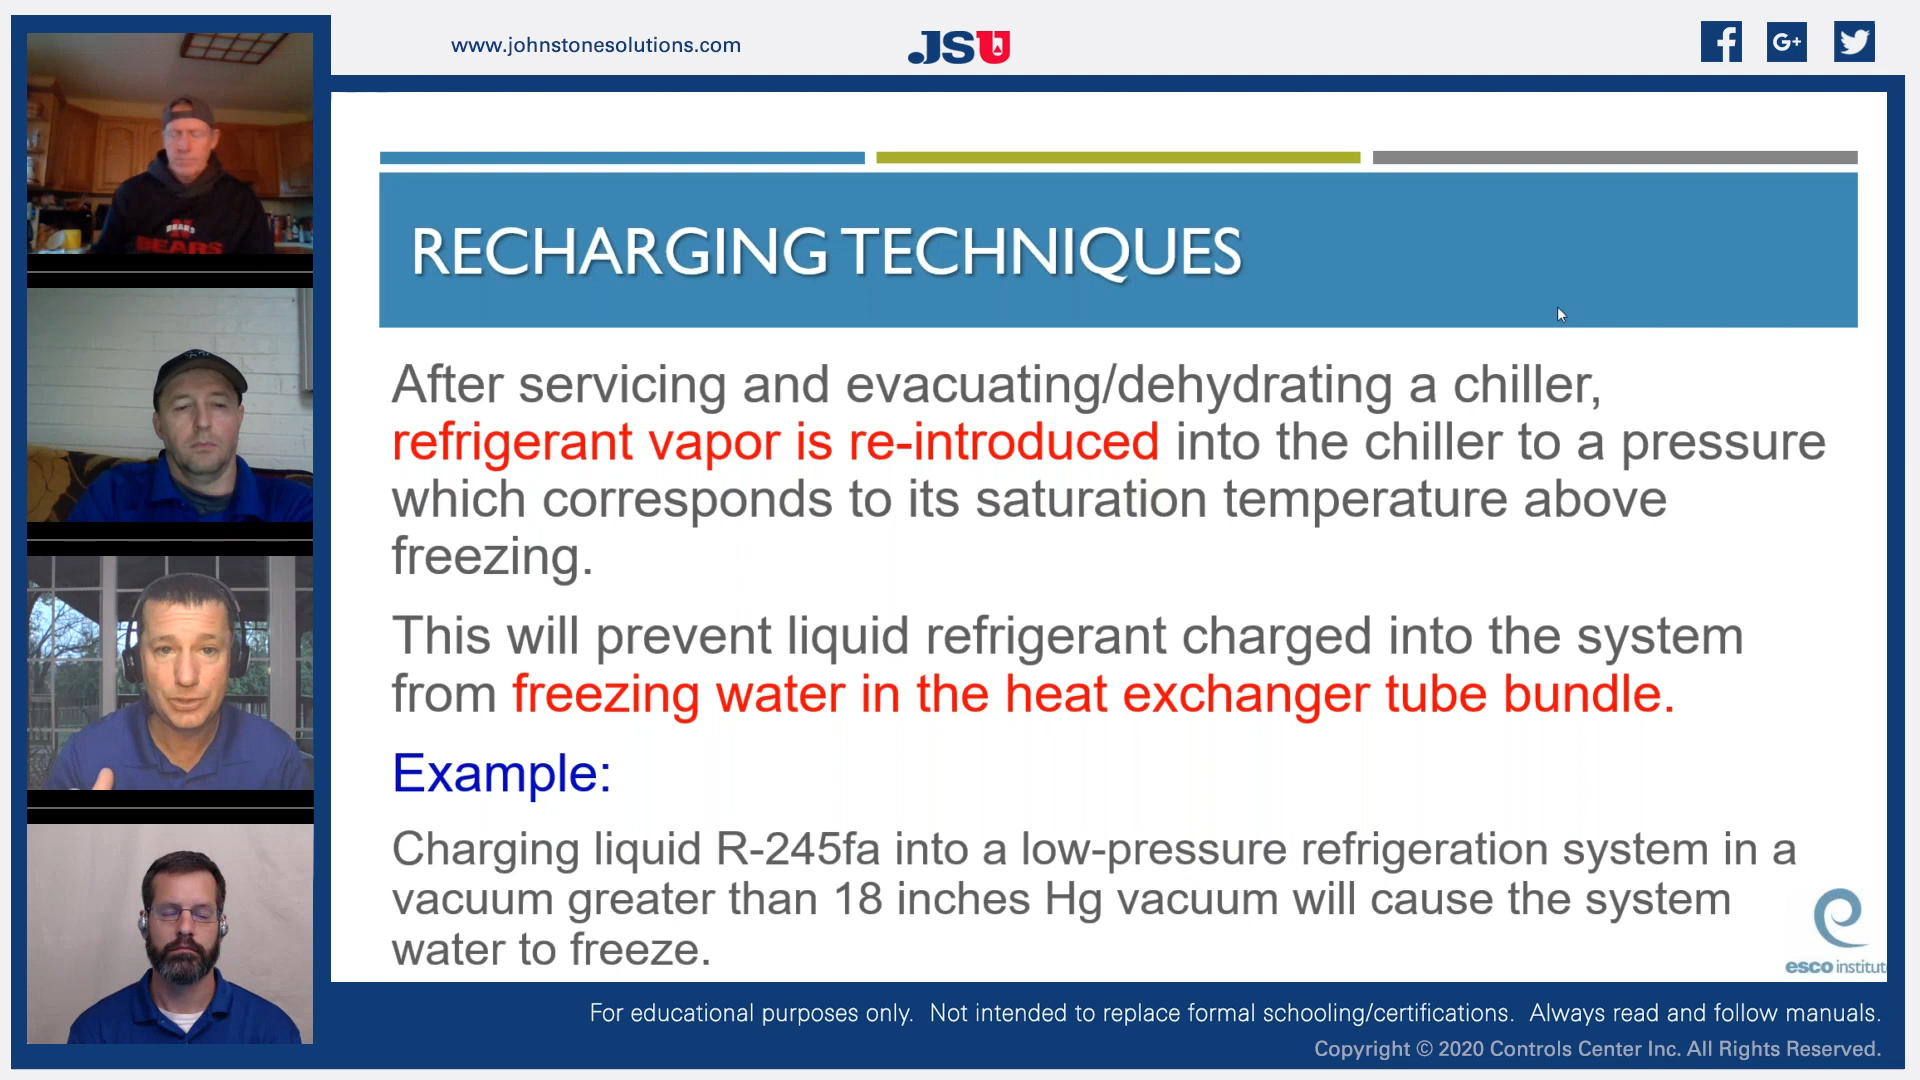 www.johnstonesolutions.com
JSU
G+
BEARS
BEARS
RECHARGING TECHNIQUES
After servicing and evacuating/dehydrating a chiller,
refrigerant vapor is re-introduced into the chiller to a pressure
which corresponds to its saturation temperature above
freezing.
This will prevent liquid refrigerant charged into the system
from freezing water in the heat exchanger tube bundle.
Example:
Charging liquid R-245fa into a low-pressure refrigeration system in a
vacuum greater than 18 inches Hg vacuum will cause the system
water to freeze.
esco institut
For educational purposes only. Not intended to replace formal schooling/certifications. Always read and follow manuals.
Copyright © 2020 Controls Center Inc. All Rights Reserved.